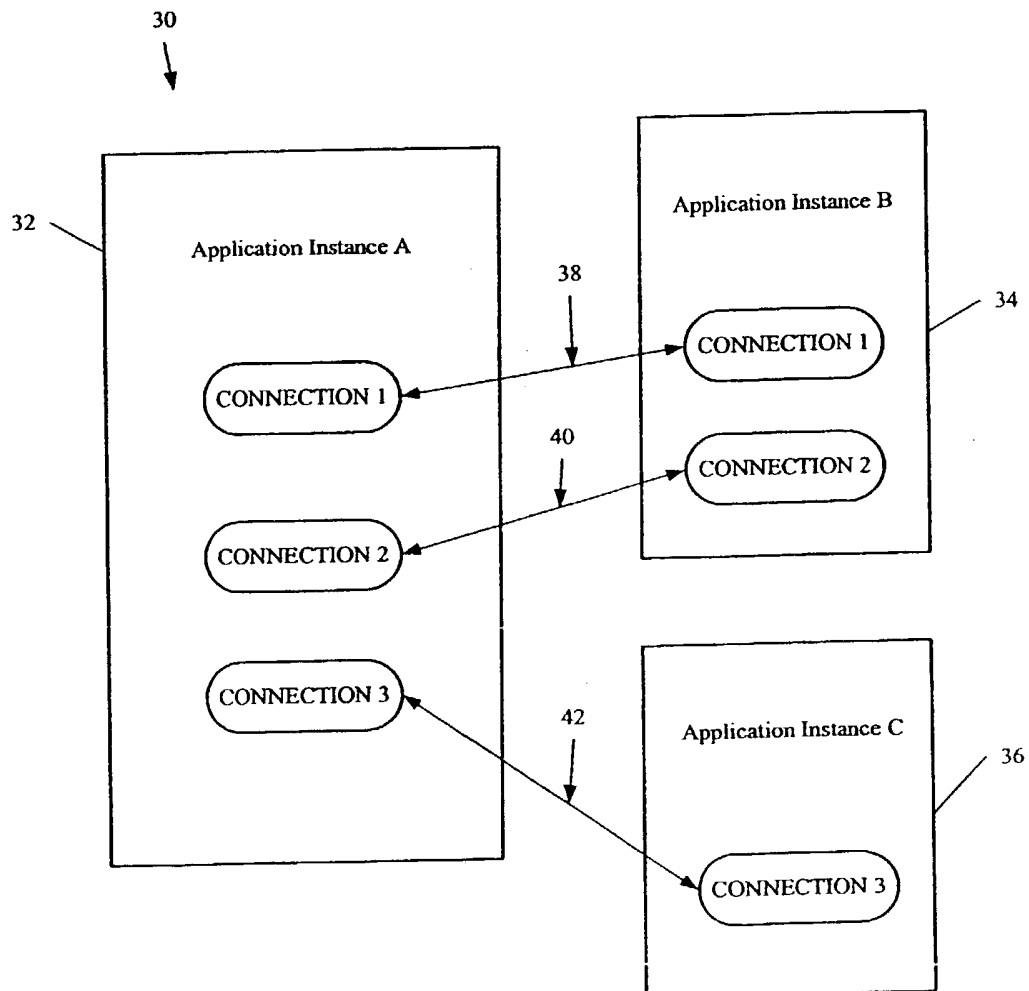 30
32
Application Instance A
Application Instance B
34
38
CONNECTION 1
CONNECTION 1
40
CONNECTION 2
CONNECTION 2
CONNECTION 3
42
Application Instance C
36
CONNECTION 3